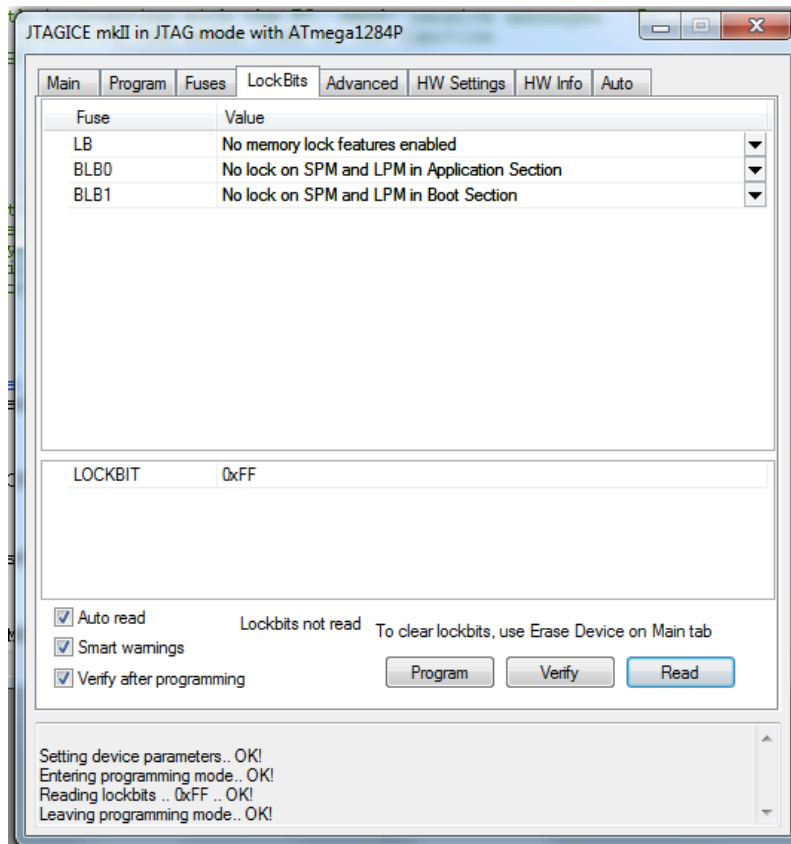 JTAGICE mkII in JTAG mode with ATmega1284P
Main Program Fuses LockBits Advanced HW Settings HW Info Auto
Fuse Value
LB No memory lock features enabled
BLB0 No lock on SPM and LPM in Application Section
BLB1 No lock on SPM and LPM in Boot Section
LOCKBIT 0xFF
Auto read
Lockbits not read
To clear lockbits, use Erase Device on Main tab
Smart warnings
Verify after programming
Program Verify Read
Setting device parameters.. OK!
Entering programming mode.. OK!
Reading lockbits .. 0xFF .. OK!
Leaving programming mode.. OK!